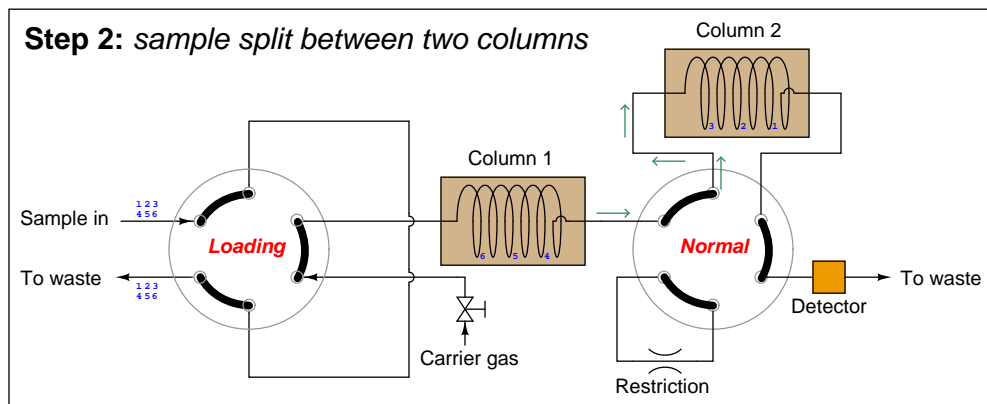 Step 2: sample split between two columns
Column 2
3 2 1
Column 1
6 5 4
Sample in
1 2 3
4 5 6
Loading
Normal
To waste
1 2 3
4 5 6
Carrier gas
Restriction
Detector
To waste